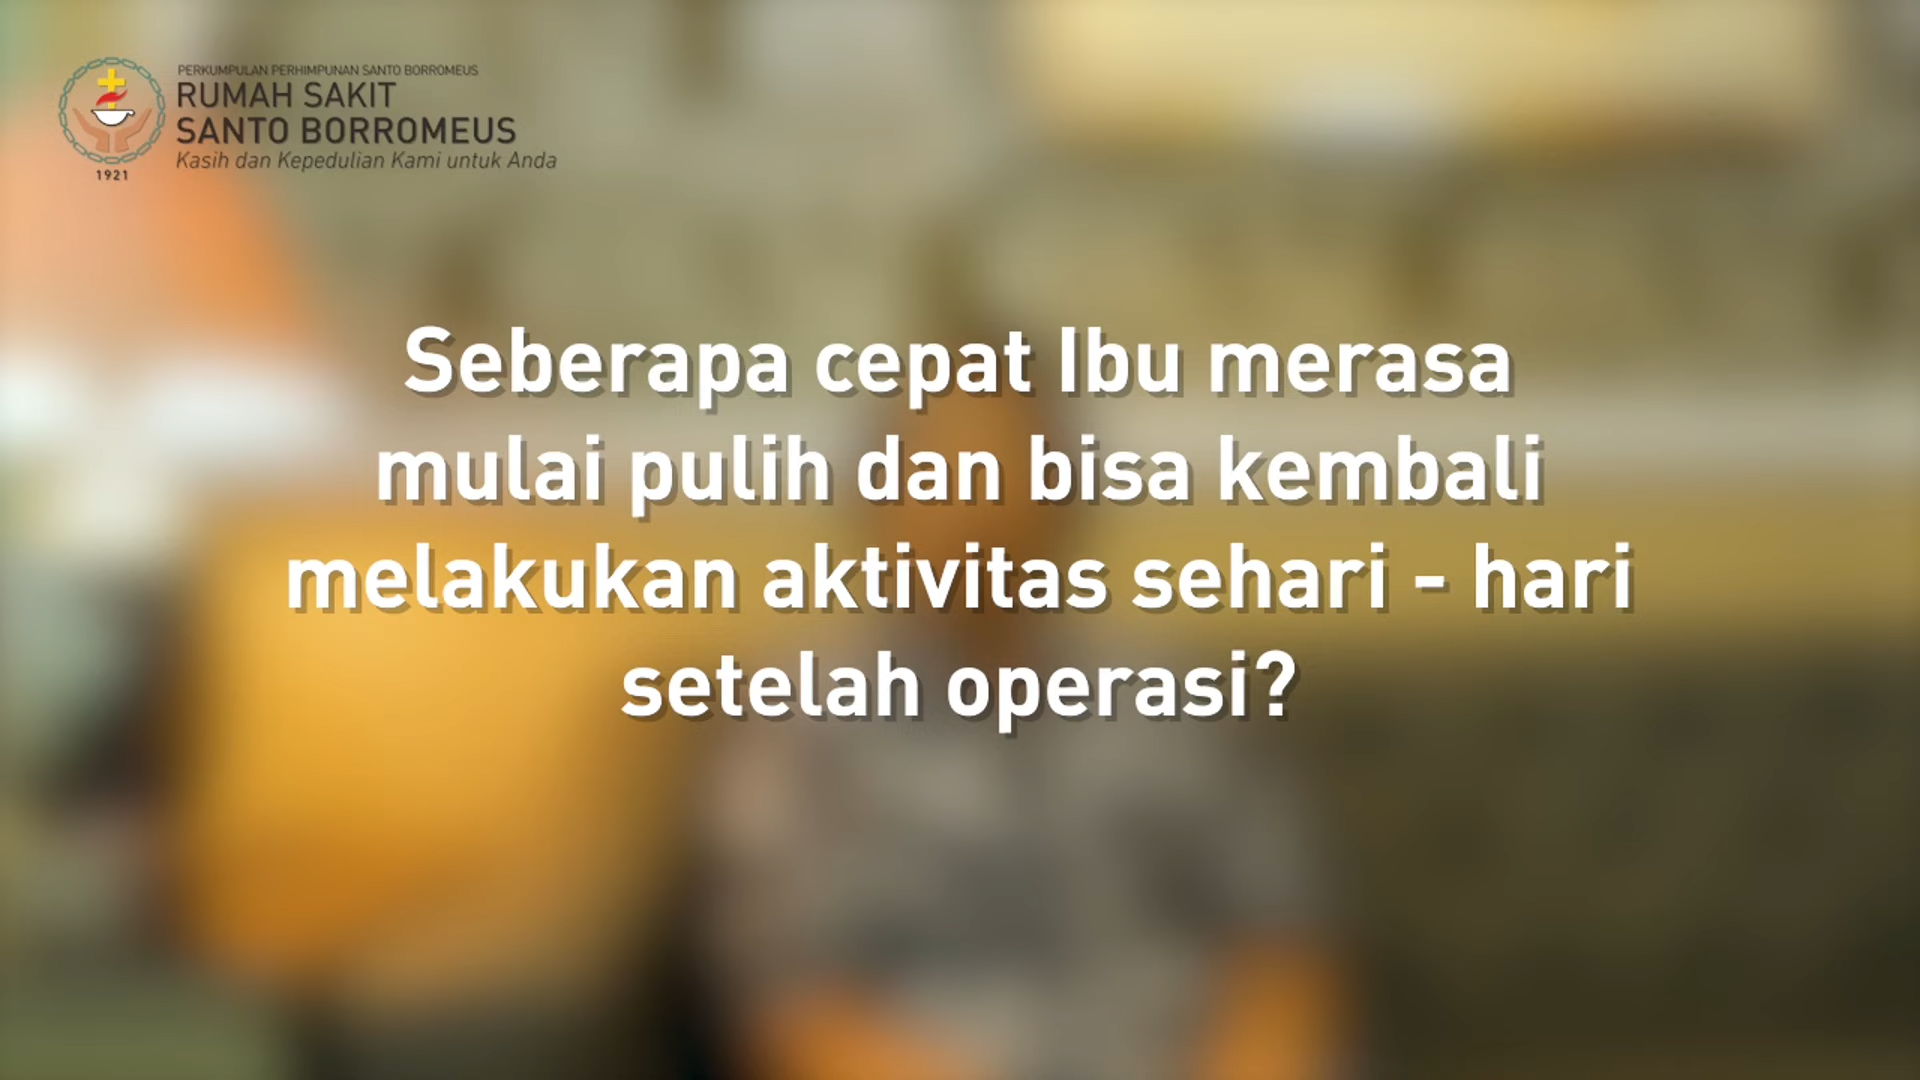 PERKUMPULAN PERHIMPUNAN SANTO BORROMEUS
RUMAH SAKIT
SANTO BORROMEUS
Kasih dan Kepedulian Kami untuk Anda
1921
Seberapa cepat Ibu merasa
mulai pulih dan bisa kembali
melakukan aktivitas sehari - hari
setelah operasi?